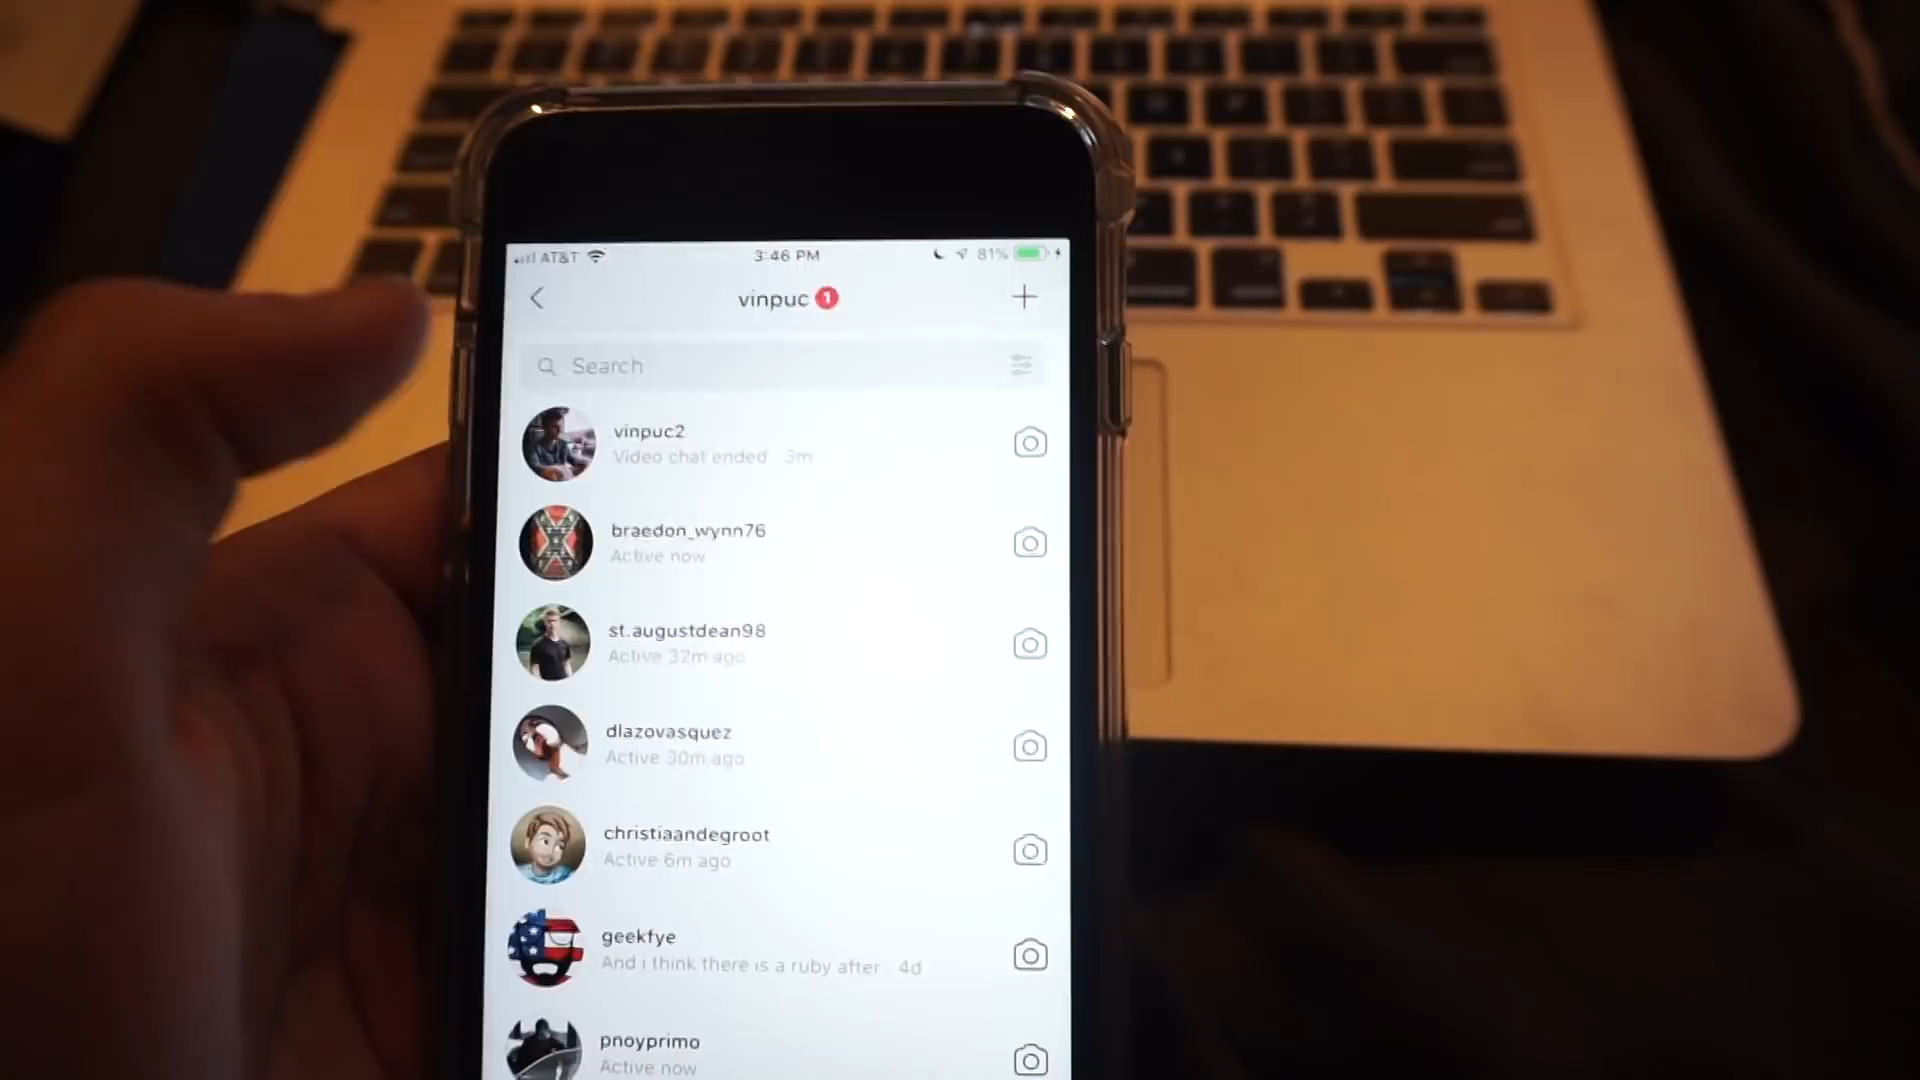 AT&T 3:46 PM 81%
vinpuc 1
Search
vinpuc2
Video chat ended · 3m
braedon_wynn76
Active now
st.augustdean98
Active 32m ago
dlazovasquez
Active 30m ago
christiaandegroot
Active 6m ago
geekfye
And i think there is a ruby after · 4d
pnoyprimo
Active now